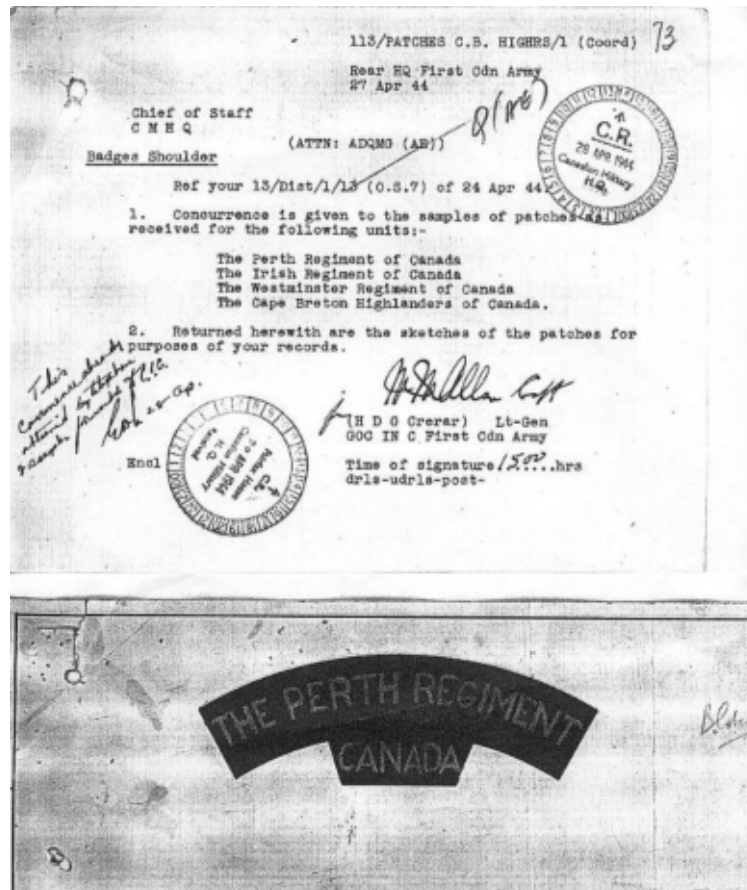 113/PATCHES C.B. HIGHRS/1 (Coord) 73
Rear HQ First Cdn Army
27 Apr 44
Q(AE)
Chief of Staff
C M H Q
(ATTN: ADQMG (AE))
Badges Shoulder
C.R.
28 APR 1944
Canadian Military
H.Q.
Ref your 13/Dist/1/13 (O.S.7) of 24 Apr 44.
1. Concurrence is given to the samples of patches as
received for the following units:-
The Perth Regiment of Canada
The Irish Regiment of Canada
The Westminster Regiment of Canada
The Cape Breton Highlanders of Canada.
2. Returned herewith are the sketches of the patches for
purposes of your records.
This
(H D G Crerar) Lt-Gen
GOC IN C First Cdn Army
Encl
Time of signature 1500....hrs
drls-udrls-post-
THE PERTH REGIMENT
CANADA